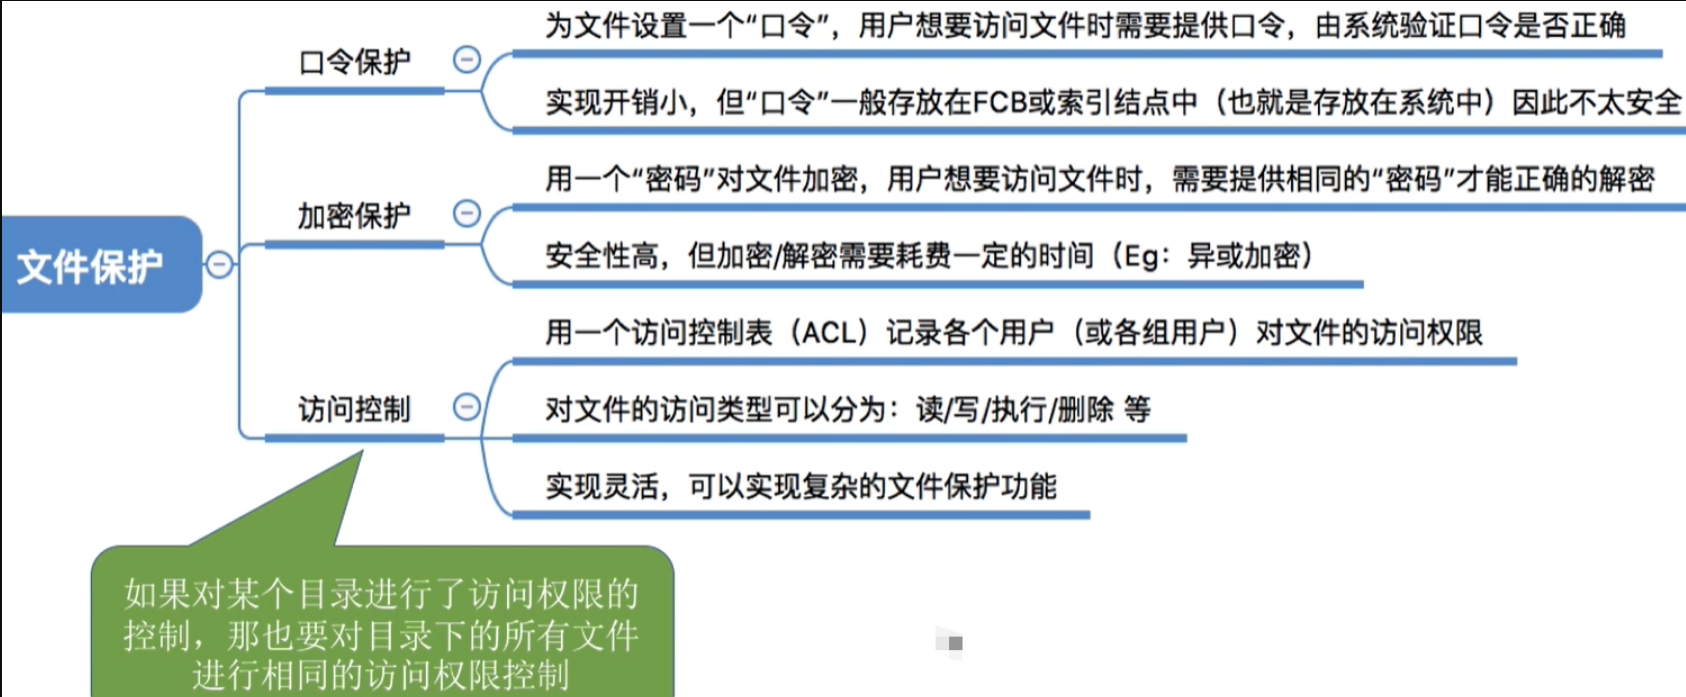 为文件设置一个“口令”，用户想要访问文件时需要提供口令，由系统验证口令是否正确
口令保护
实现开销小，但“口令”一般存放在FCB或索引结点中（也就是存放在系统中）因此不太安全
用一个“密码”对文件加密，用户想要访问文件时，需要提供相同的“密码”才能正确的解密
加密保护
文件保护
安全性高，但加密/解密需要耗费一定的时间（Eg：异或加密）
用一个访问控制表（ACL）记录各个用户（或各组用户）对文件的访问权限
访问控制
对文件的访问类型可以分为：读/写/执行/删除 等
实现灵活，可以实现复杂的文件保护功能
如果对某个目录进行了访问权限的
控制，那也要对目录下的所有文件
进行相同的访问权限控制